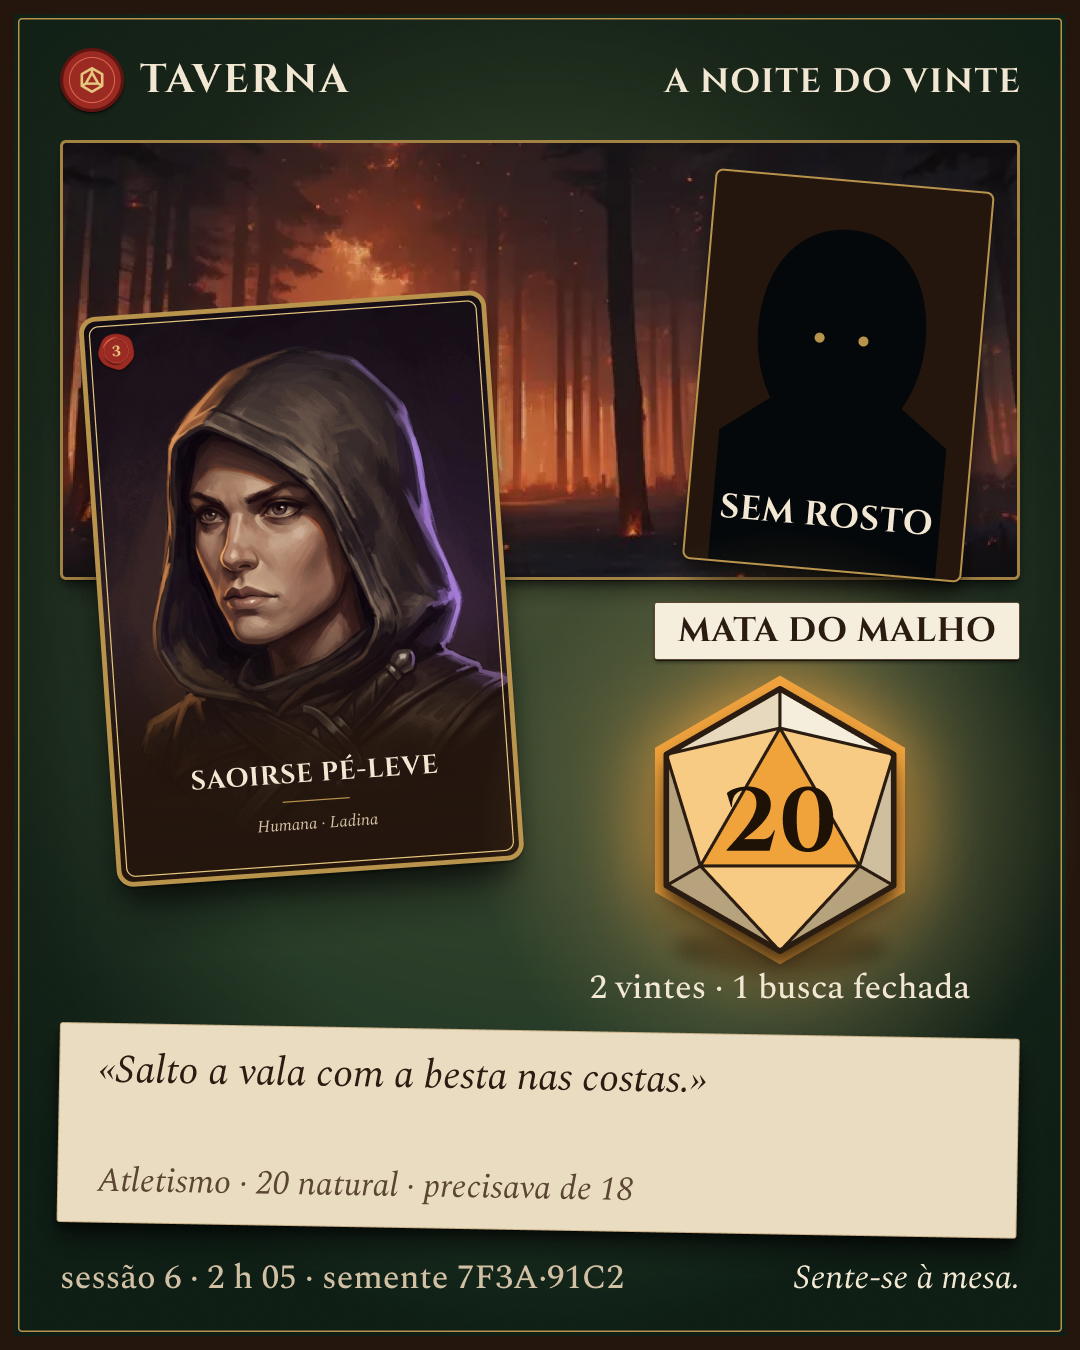 TAVERNA
A NOITE DO VINTE
3
SEM ROSTO
MATA DO MALHO
SAOIRSE PÉ-LEVE
Humana · Ladina
20
2 vintes · 1 busca fechada
«Salto a vala com a besta nas costas.»
Atletismo · 20 natural · precisava de 18
sessão 6 · 2 h 05 · semente 7F3A·91C2
Sente-se à mesa.